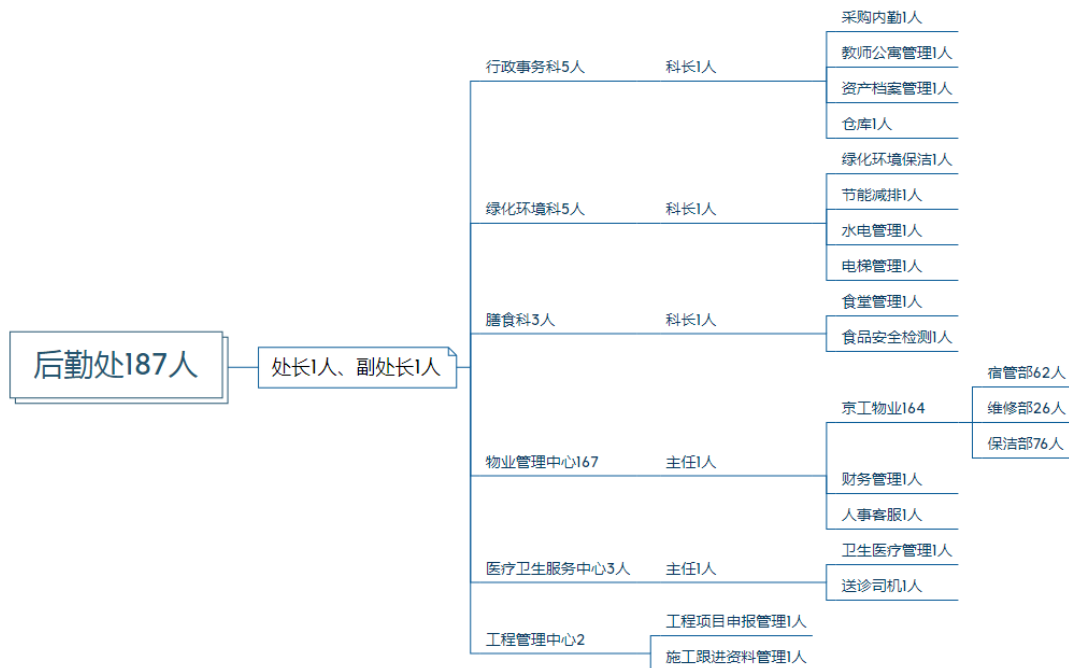 后勤处187人
处长1人、副处长1人
行政事务科5人
科长1人
采购内勤1人
教师公寓管理1人
资产档案管理1人
仓库1人
绿化环境科5人
科长1人
绿化环境保洁1人
节能减排1人
水电管理1人
电梯管理1人
膳食科3人
科长1人
食堂管理1人
食品安全检测1人
物业管理中心167
主任1人
京工物业164
宿管部62人
维修部26人
保洁部76人
财务管理1人
人事客服1人
医疗卫生服务中心3人
主任1人
卫生医疗管理1人
送诊司机1人
工程管理中心2
工程项目申报管理1人
施工跟进资料管理1人